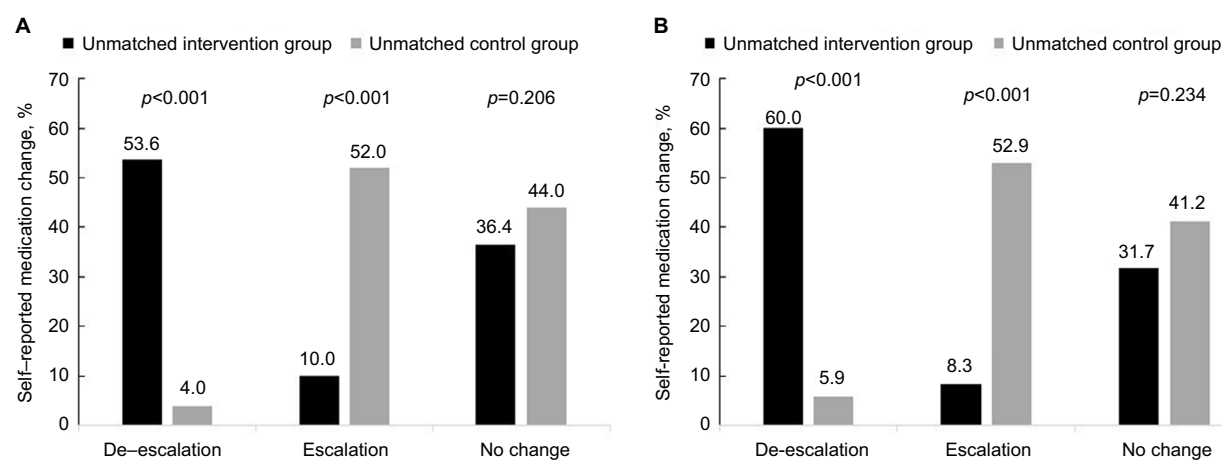 A
■ Unmatched intervention group ■ Unmatched control group
Self–reported medication change, %
70
60
50
40
30
20
10
0
p<0.001
p<0.001
p=0.206
53.6
4.0
10.0
52.0
36.4
44.0
De–escalation
Escalation
No change
B
■ Unmatched intervention group ■ Unmatched control group
Self-reported medication change, %
70
60
50
40
30
20
10
0
p<0.001
p<0.001
p=0.234
60.0
5.9
8.3
52.9
31.7
41.2
De-escalation
Escalation
No change